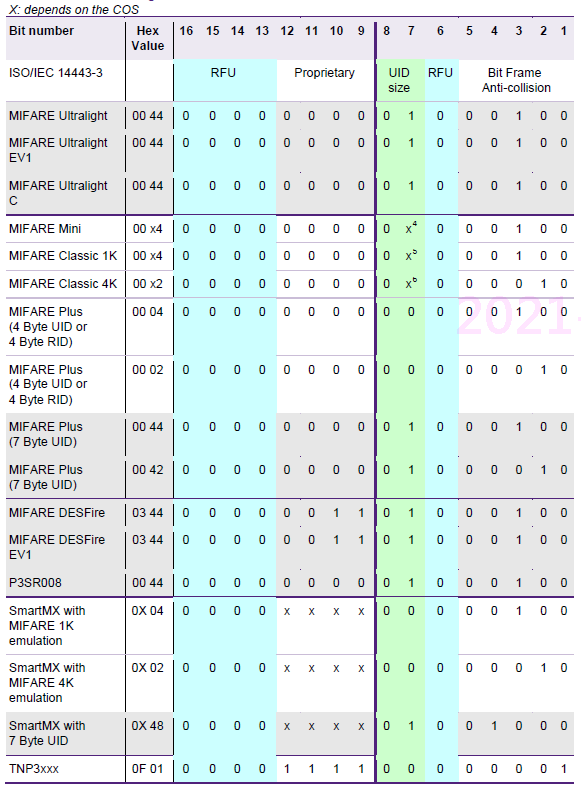 X: depends on the COS
Bit number Hex Value 16 15 14 13 12 11 10 9 8 7 6 5 4 3 2 1
ISO/IEC 14443-3 RFU Proprietary UID size RFU Bit Frame Anti-collision
MIFARE Ultralight 00 44 0 0 0 0 0 0 0 0 0 1 0 0 0 1 0 0
MIFARE Ultralight EV1 00 44 0 0 0 0 0 0 0 0 0 1 0 0 0 1 0 0
MIFARE Ultralight C 00 44 0 0 0 0 0 0 0 0 0 1 0 0 0 1 0 0
MIFARE Mini 00 x4 0 0 0 0 0 0 0 0 0 x⁴ 0 0 0 1 0 0
MIFARE Classic 1K 00 x4 0 0 0 0 0 0 0 0 0 x⁵ 0 0 0 1 0 0
MIFARE Classic 4K 00 x2 0 0 0 0 0 0 0 0 0 x⁶ 0 0 0 0 1 0
MIFARE Plus (4 Byte UID or 4 Byte RID) 00 04 0 0 0 0 0 0 0 0 0 0 0 0 0 1 0 0
2021-
MIFARE Plus (4 Byte UID or 4 Byte RID) 00 02 0 0 0 0 0 0 0 0 0 0 0 0 0 0 1 0
MIFARE Plus (7 Byte UID) 00 44 0 0 0 0 0 0 0 0 0 1 0 0 0 1 0 0
MIFARE Plus (7 Byte UID) 00 42 0 0 0 0 0 0 0 0 0 1 0 0 0 0 1 0
MIFARE DESFire 03 44 0 0 0 0 0 0 1 1 0 1 0 0 0 1 0 0
MIFARE DESFire EV1 03 44 0 0 0 0 0 0 1 1 0 1 0 0 0 1 0 0
P3SR008 00 44 0 0 0 0 0 0 0 0 0 1 0 0 0 1 0 0
SmartMX with MIFARE 1K emulation 0X 04 0 0 0 0 x x x x 0 0 0 0 0 1 0 0
SmartMX with MIFARE 4K emulation 0X 02 0 0 0 0 x x x x 0 0 0 0 0 0 1 0
SmartMX with 7 Byte UID 0X 48 0 0 0 0 x x x x 0 1 0 0 1 0 0 0
TNP3xxx 0F 01 0 0 0 0 1 1 1 1 0 0 0 0 0 0 0 1